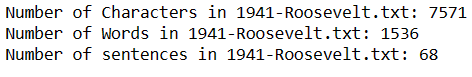 Number of Characters in 1941-Roosevelt.txt: 7571
Number of Words in 1941-Roosevelt.txt: 1536
Number of sentences in 1941-Roosevelt.txt: 68